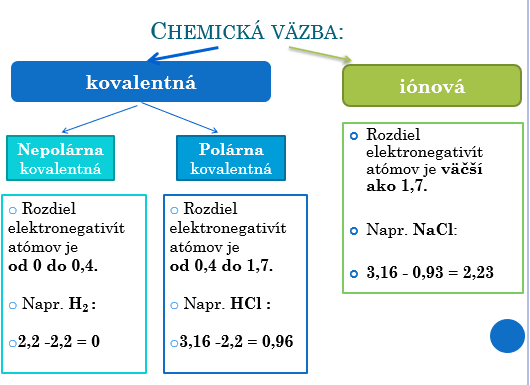 CHEMICKÁ VÄZBA:
kovalentná
iónová
Nepolárna
kovalentná
Polárna
kovalentná
Rozdiel
elektronegativít
atómov je
od 0 do 0,4.
Napr. H₂ :
2,2 -2,2 = 0
Rozdiel
elektronegativít
atómov je
od 0,4 do 1,7.
Napr. HCl :
3,16 -2,2 = 0,96
Rozdiel
elektronegativít
atómov je väčší
ako 1,7.
Napr. NaCl:
3,16 - 0,93 = 2,23